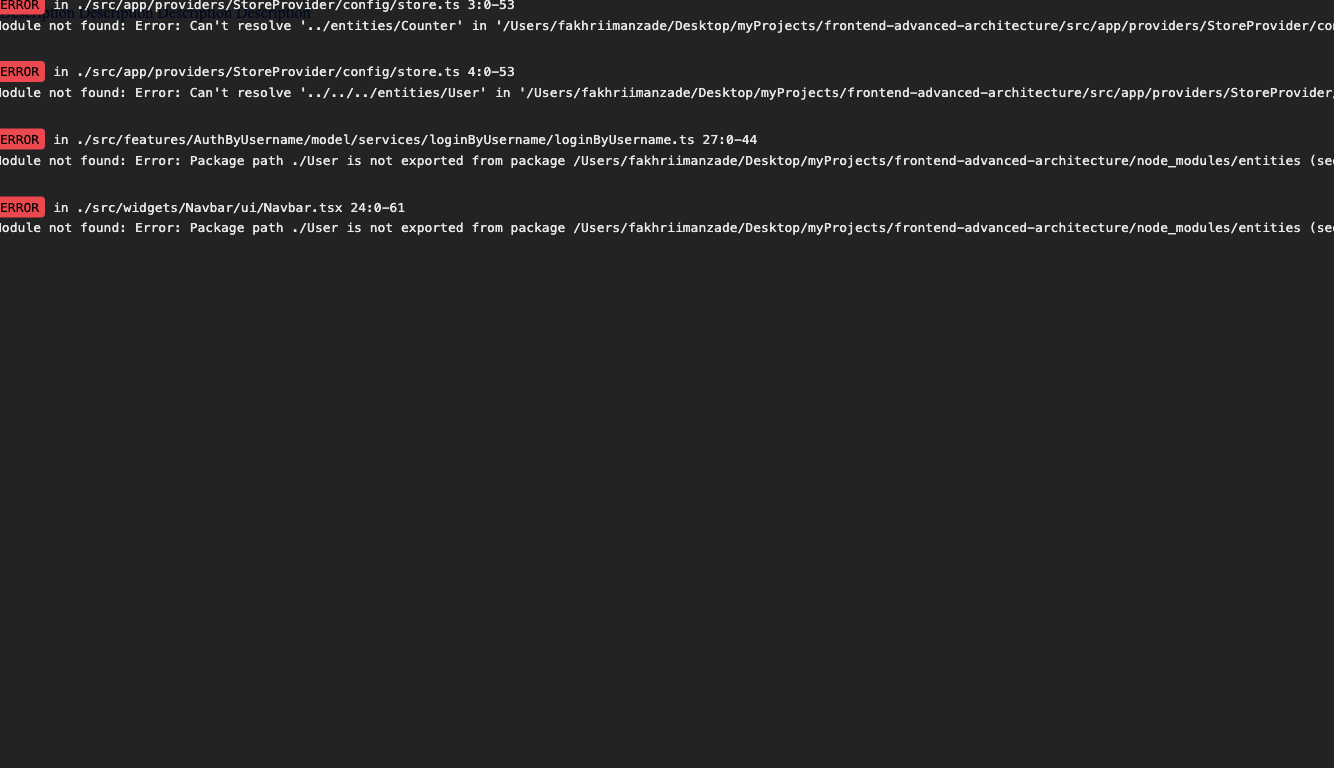 ERROR in ./src/app/providers/StoreProvider/config/store.ts 3:0-53
Description Description Description Description
Module not found: Error: Can't resolve '../entities/Counter' in '/Users/fakhriimanzade/Desktop/myProjects/frontend-advanced-architecture/src/app/providers/StoreProvider/co
ERROR in ./src/app/providers/StoreProvider/config/store.ts 4:0-53
Module not found: Error: Can't resolve '../../../entities/User' in '/Users/fakhriimanzade/Desktop/myProjects/frontend-advanced-architecture/src/app/providers/StoreProvider/
ERROR in ./src/features/AuthByUsername/model/services/loginByUsername/loginByUsername.ts 27:0-44
Module not found: Error: Package path ./User is not exported from package /Users/fakhriimanzade/Desktop/myProjects/frontend-advanced-architecture/node_modules/entities (see
ERROR in ./src/widgets/Navbar/ui/Navbar.tsx 24:0-61
Module not found: Error: Package path ./User is not exported from package /Users/fakhriimanzade/Desktop/myProjects/frontend-advanced-architecture/node_modules/entities (see